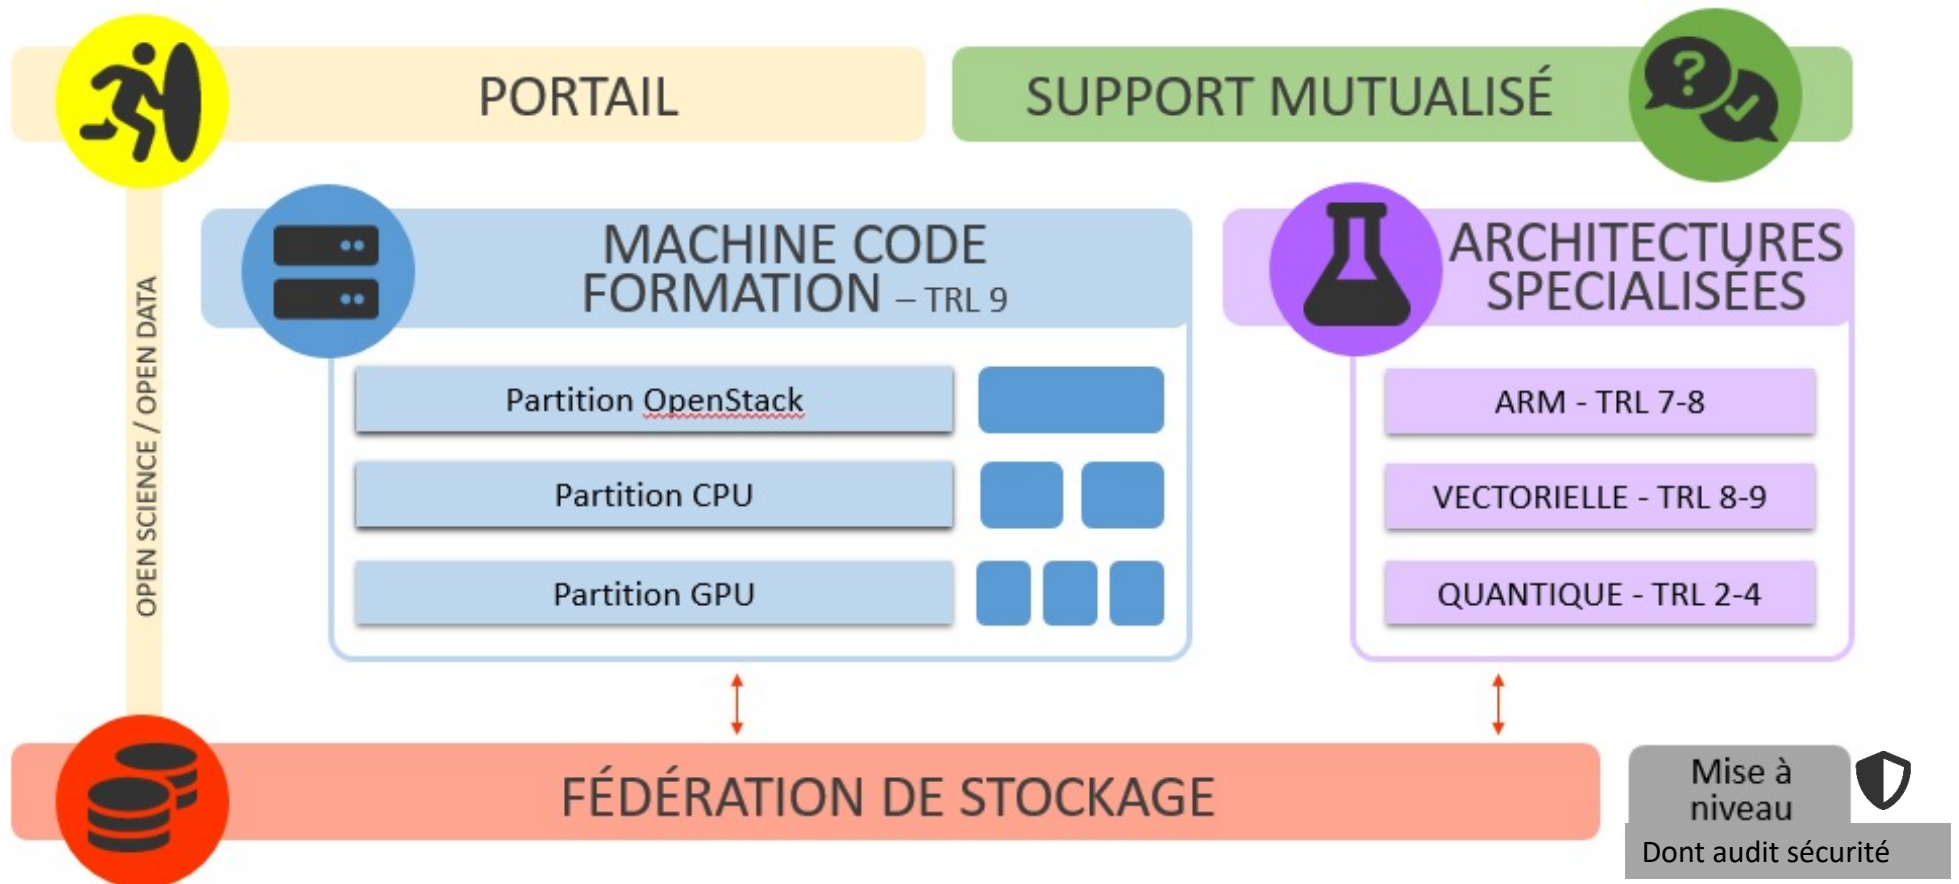 PORTAIL
SUPPORT MUTUALISÉ
MACHINE CODE
FORMATION – TRL 9
ARCHITECTURES
SPECIALISÉES
OPEN SCIENCE / OPEN DATA
Partition OpenStack
Partition CPU
Partition GPU
ARM - TRL 7-8
VECTORIELLE - TRL 8-9
QUANTIQUE - TRL 2-4
FÉDÉRATION DE STOCKAGE
Mise à
niveau
Dont audit sécurité